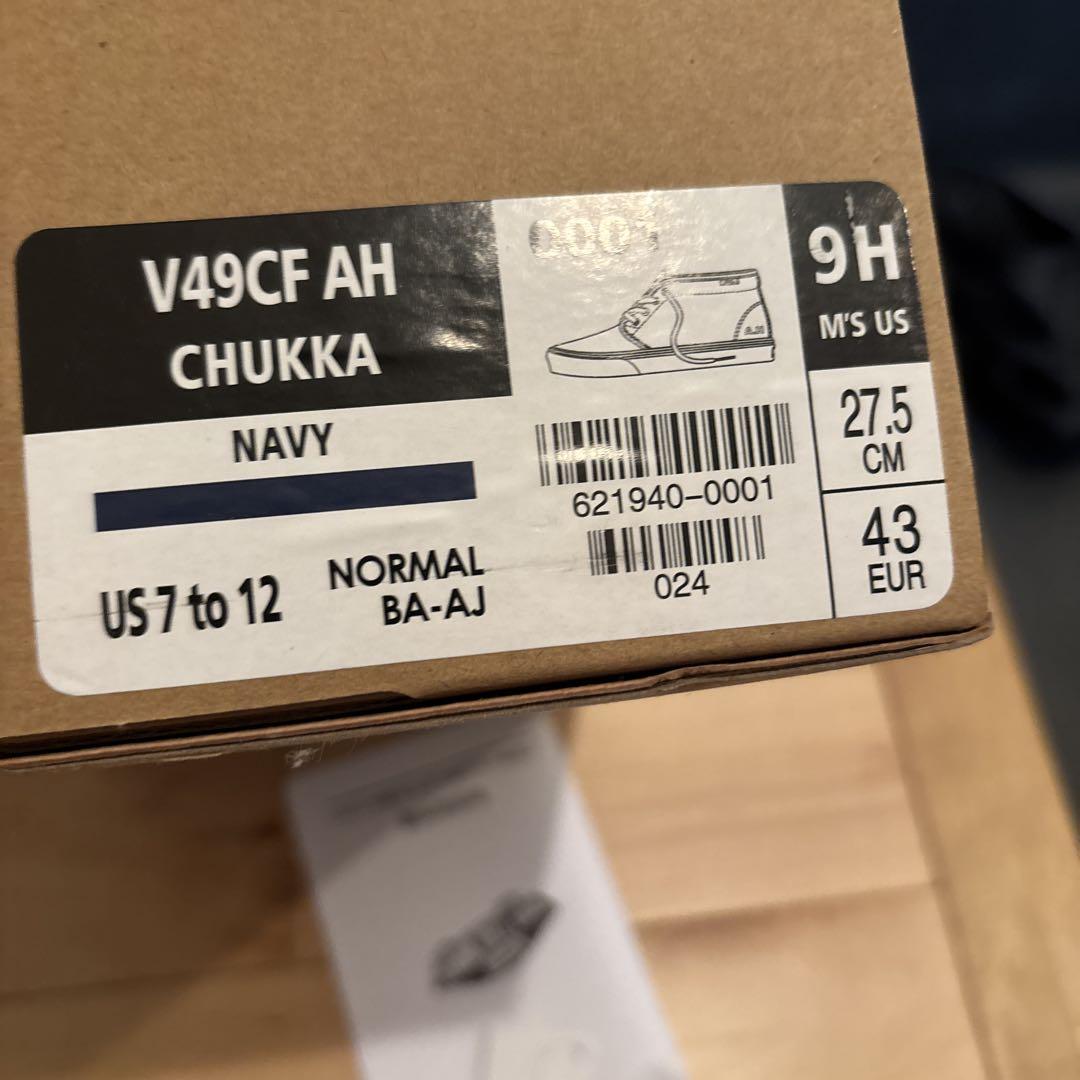 V49CF AH
CHUKKA
NAVY
US 7 to 12
NORMAL
BA-AJ
0001
A.H
621940-0001
024
9H
M'S US
27.5
CM
43
EUR